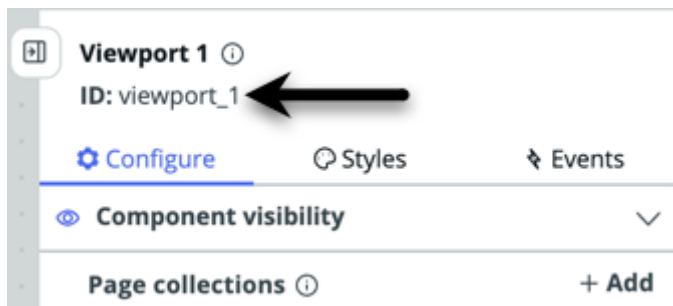 Viewport 1
ID: viewport_1
Configure Styles Events
Component visibility
Page collections + Add